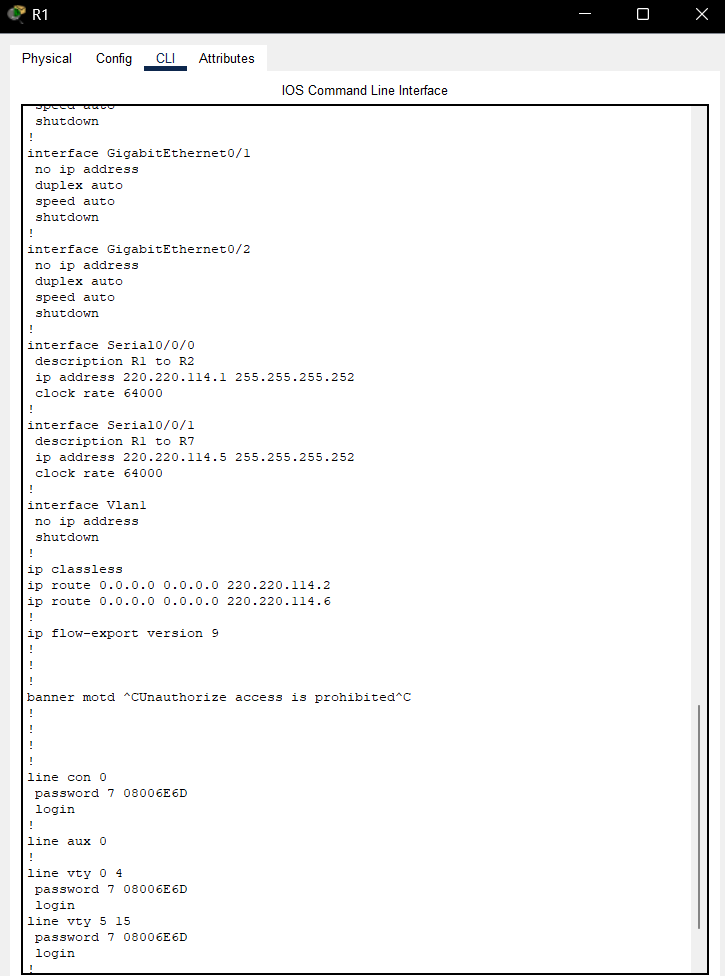 R1
Physical Config CLI Attributes
IOS Command Line Interface
speed auto
shutdown
!
interface GigabitEthernet0/1
no ip address
duplex auto
speed auto
shutdown
!
interface GigabitEthernet0/2
no ip address
duplex auto
speed auto
shutdown
!
interface Serial0/0/0
description R1 to R2
ip address 220.220.114.1 255.255.255.252
clock rate 64000
!
interface Serial0/0/1
description R1 to R7
ip address 220.220.114.5 255.255.255.252
clock rate 64000
!
interface Vlan1
no ip address
shutdown
!
ip classless
ip route 0.0.0.0 0.0.0.0 220.220.114.2
ip route 0.0.0.0 0.0.0.0 220.220.114.6
!
ip flow-export version 9
!
!
!
banner motd ^CUnauthorize access is prohibited^C
!
!
!
!
line con 0
password 7 08006E6D
login
!
line aux 0
!
line vty 0 4
password 7 08006E6D
login
line vty 5 15
password 7 08006E6D
login
!